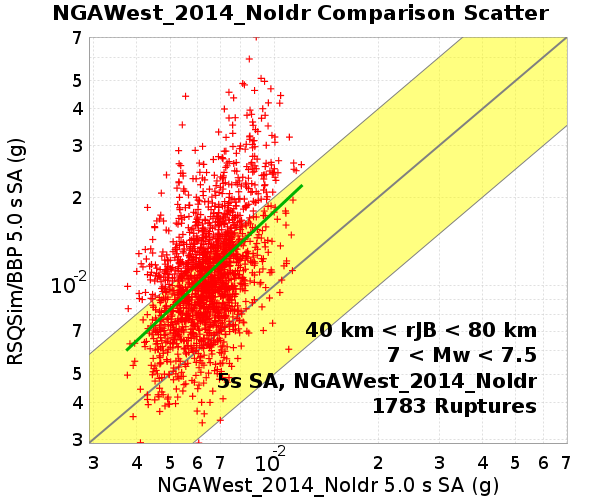 NGAWest_2014_NoIdr Comparison Scatter
RSQSim/BBP 5.0 s SA (g)
7
5
4
3
2
10-2
7
5
4
3
40 km < rJB < 80 km
7 < Mw < 7.5
5s SA, NGAWest_2014_NoIdr
1783 Ruptures
3 4 5 6 7 10-2 2 3 4 5 6 7
NGAWest_2014_NoIdr 5.0 s SA (g)